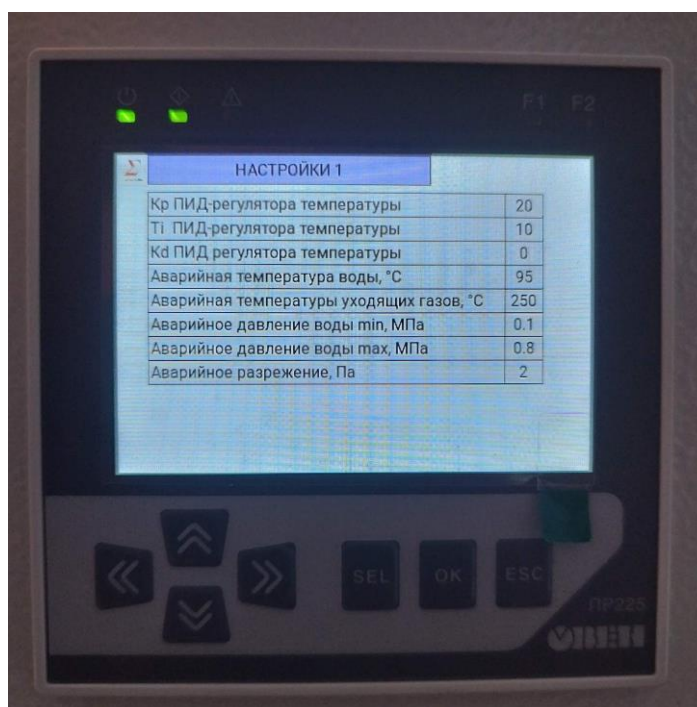 F1 F2
НАСТРОЙКИ 1
Кр ПИД-регулятора температуры 20
Ti ПИД-регулятора температуры 10
Kd ПИД регулятора температуры 0
Аварийная температура воды, °С 95
Аварийная температуры уходящих газов, °С 250
Аварийное давление воды min, МПа 0.1
Аварийное давление воды max, МПа 0.8
Аварийное разрежение, Па 2
SEL OK ESC
ПР225
ОВЕН